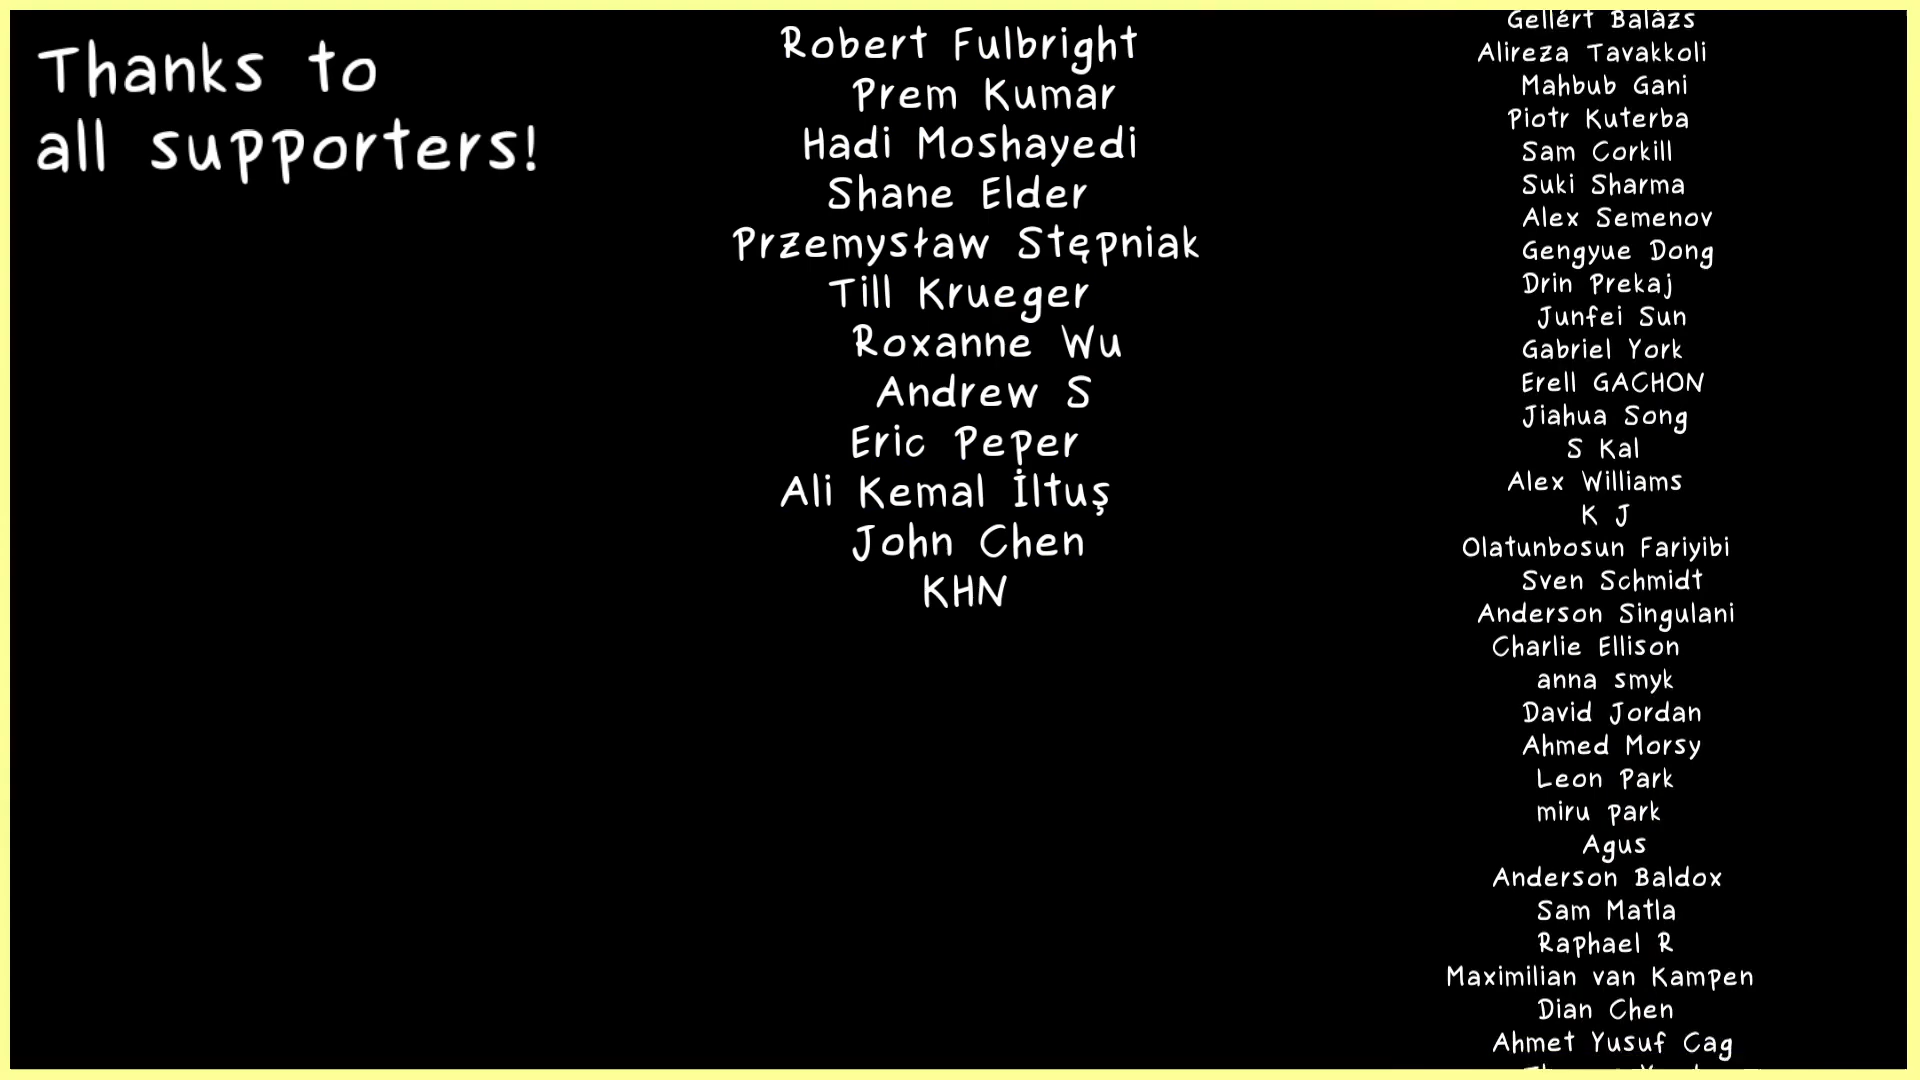 Thanks to
all supporters!
Robert Fulbright
Prem Kumar
Hadi Moshayedi
Shane Elder
Przemysław Stępniak
Till Krueger
Roxanne Wu
Andrew S
Eric Peper
Ali Kemal İltuş
John Chen
KHN
Gellért Balázs
Alireza Tavakkoli
Mahbub Gani
Piotr Kuterba
Sam Corkill
Suki Sharma
Alex Semenov
Gengyue Dong
Drin Prekaj
Junfei Sun
Gabriel York
Erell GACHON
Jiahua Song
S Kal
Alex Williams
K J
Olatunbosun Fariyibi
Sven Schmidt
Anderson Singulani
Charlie Ellison
anna smyk
David Jordan
Ahmed Morsy
Leon Park
miru park
Agus
Anderson Baldox
Sam Matla
Raphael R
Maximilian van Kampen
Dian Chen
Ahmet Yusuf Cag